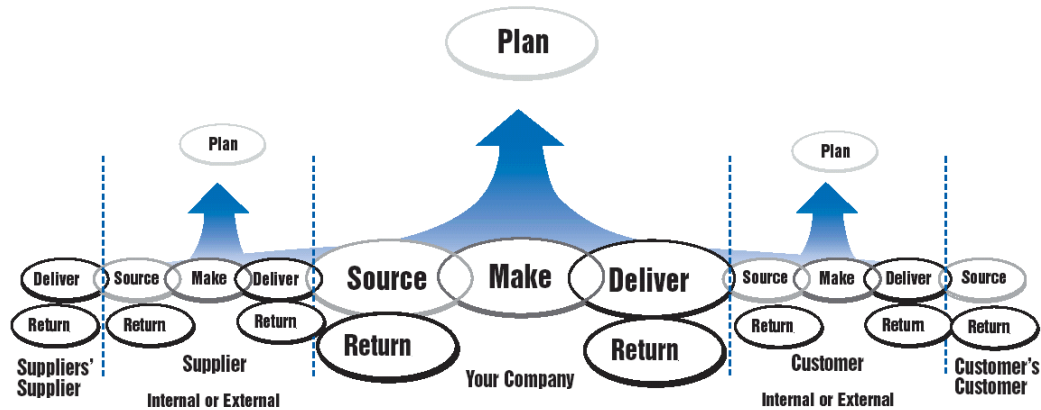 Plan
Plan
Plan
Deliver Source Make Deliver Source Make Deliver Source Make Deliver Source
Return Return Return Return Return Return Return Return
Suppliers' Supplier
Supplier
Your Company
Customer
Customer's Customer
Internal or External
Internal or External